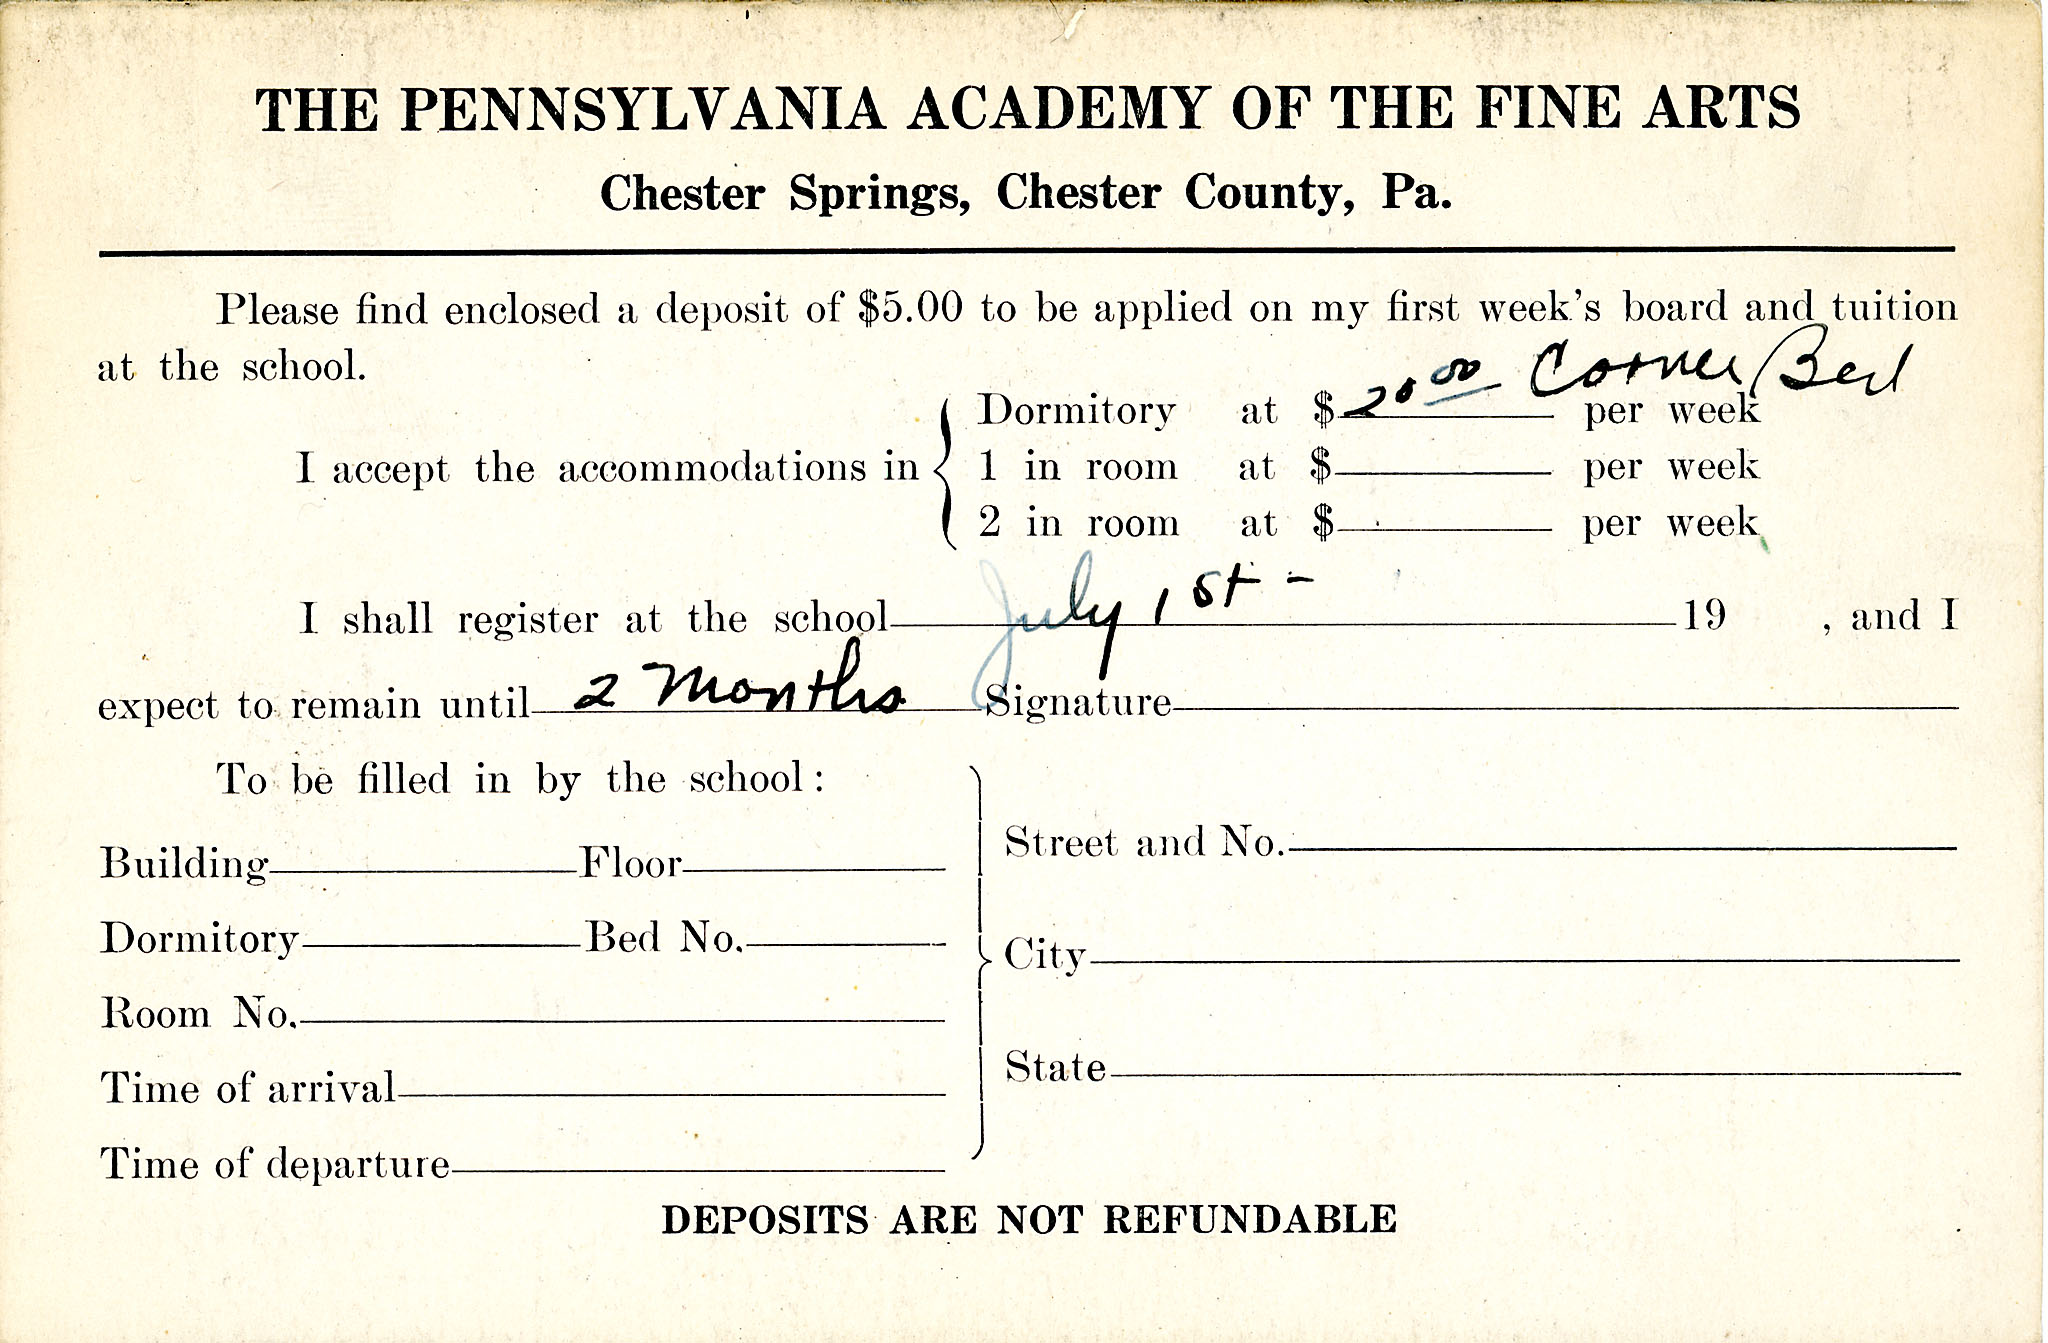 THE PENNSYLVANIA ACADEMY OF THE FINE ARTS
Chester Springs, Chester County, Pa.
Please find enclosed a deposit of $5.00 to be applied on my first week's board and tuition
at the school.
Dormitory at $20 00 Corner Bed per week
I accept the accommodations in 1 in room at $ per week
2 in room at $ per week
I shall register at the school July 1st - 19 , and I
expect to remain until 2 Months Signature
To be filled in by the school:
Building Floor
Dormitory Bed No.
Room No.
Time of arrival
Time of departure
Street and No.
City
State
DEPOSITS ARE NOT REFUNDABLE